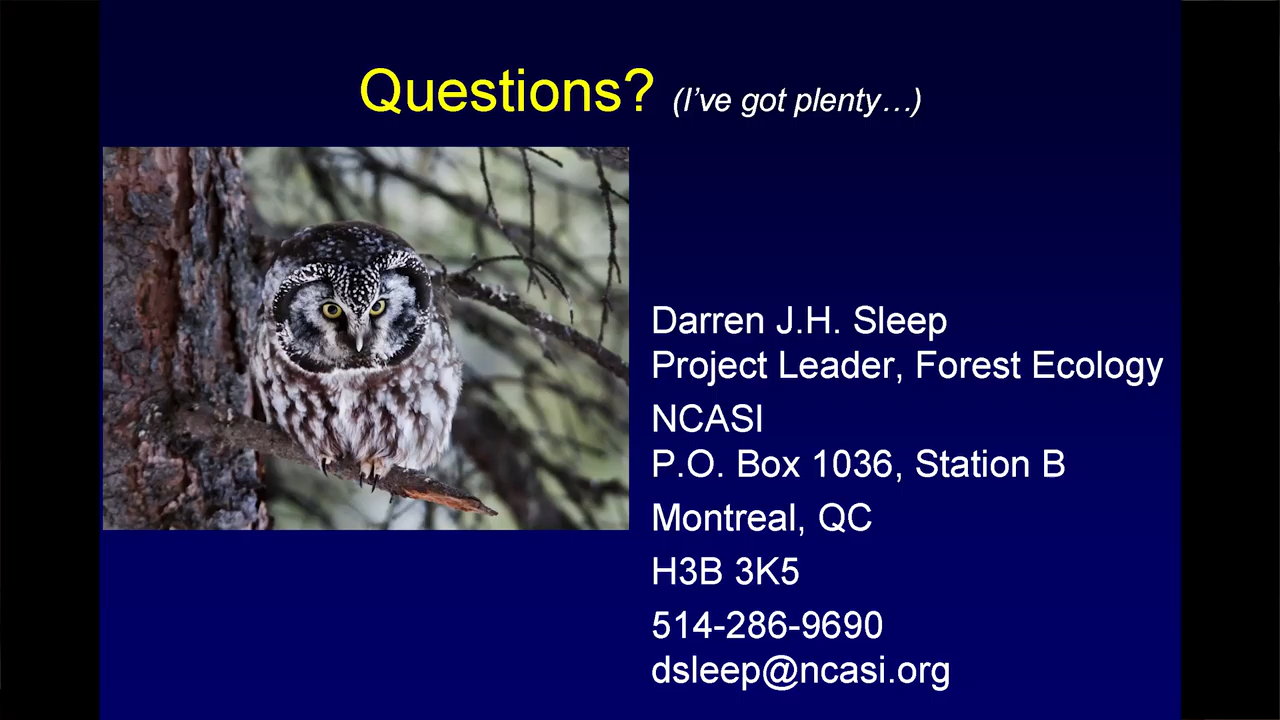 Questions? (I've got plenty…)
Darren J.H. Sleep
Project Leader, Forest Ecology
NCASI
P.O. Box 1036, Station B
Montreal, QC
H3B 3K5
514-286-9690
dsleep@ncasi.org